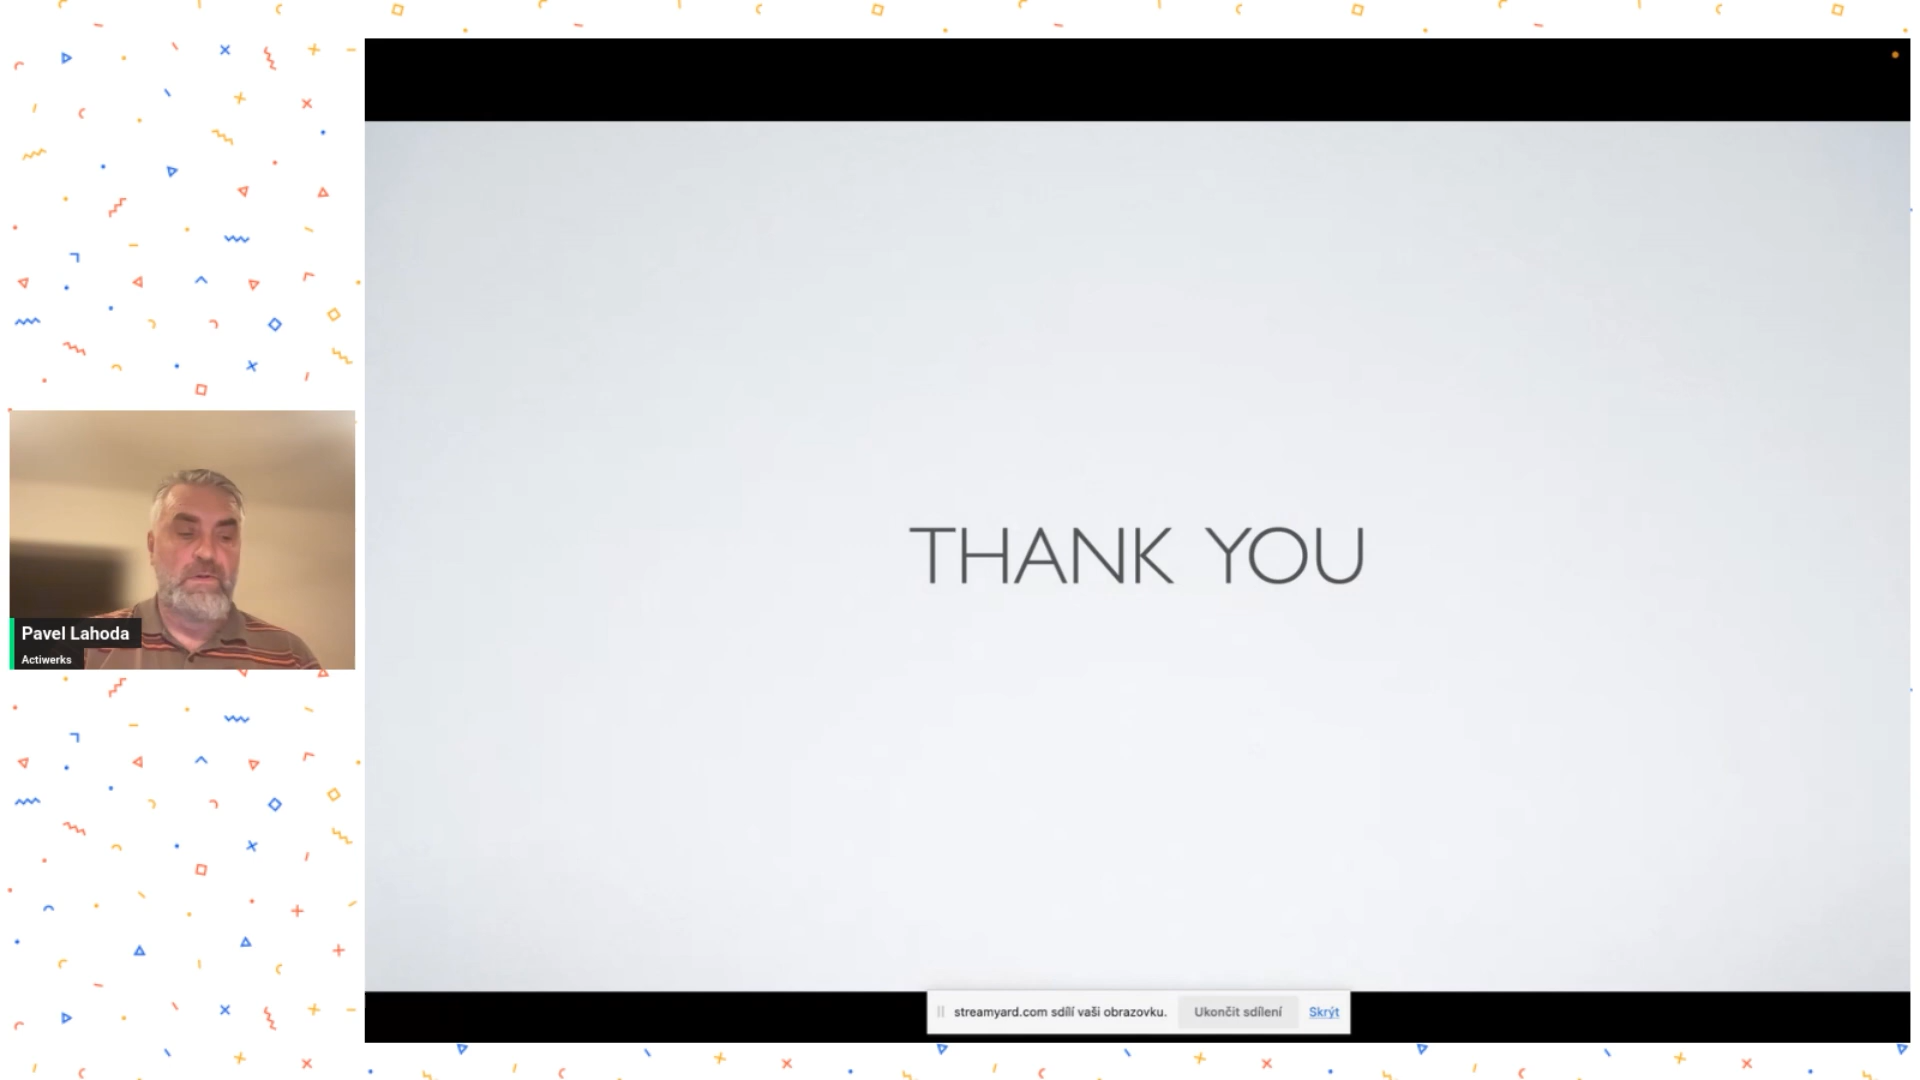 THANK YOU
Pavel Lahoda
Actiwerks
streamyard.com sdílí vaši obrazovku.
Ukončit sdílení
Skrýt